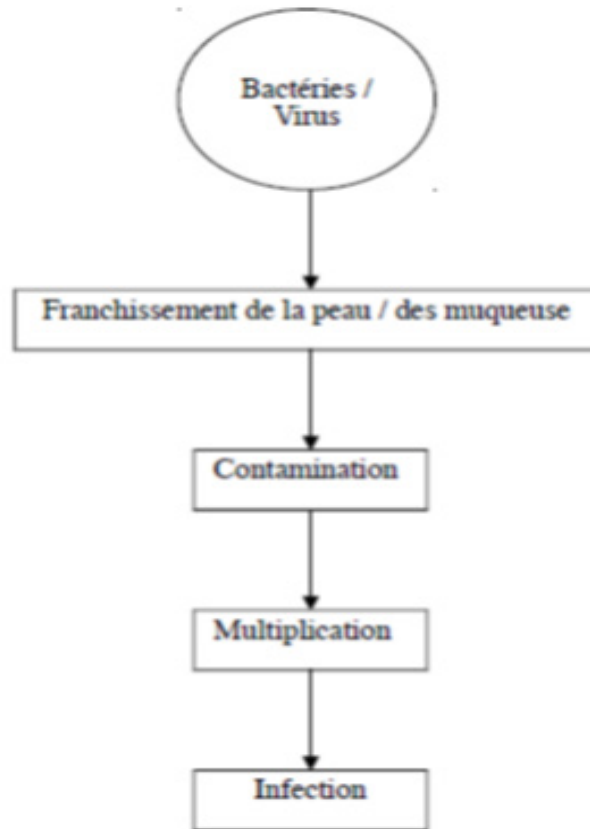 Bactéries /
Virus
Franchissement de la peau / des muqueuse
Contamination
Multiplication
Infection